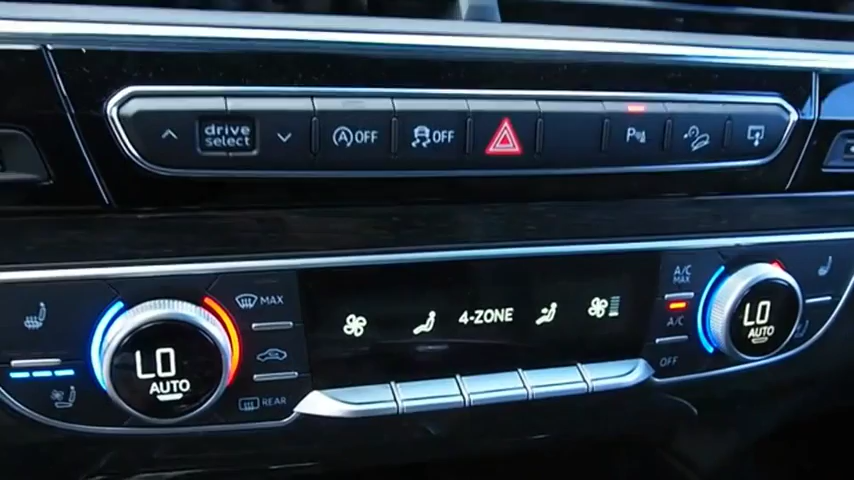 drive
select
A OFF
OFF
P
MAX
A/C
MAX
4-ZONE
LO
AUTO
LO
AUTO
A/C
OFF
REAR